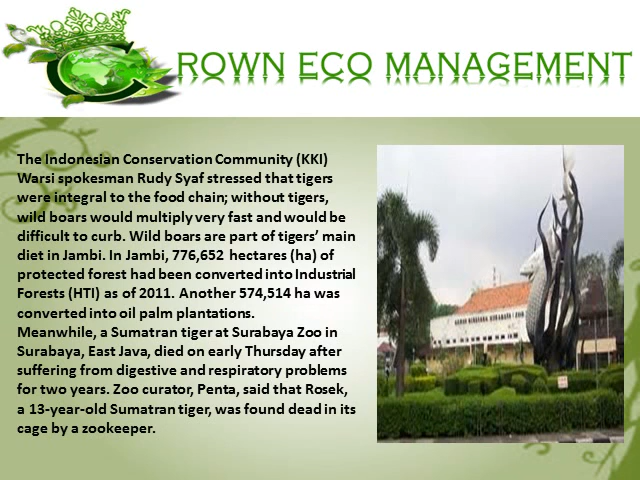 ROWN ECO MANAGEMENT
The Indonesian Conservation Community (KKI)
Warsi spokesman Rudy Syaf stressed that tigers
were integral to the food chain; without tigers,
wild boars would multiply very fast and would be
difficult to curb. Wild boars are part of tigers’ main
diet in Jambi. In Jambi, 776,652 hectares (ha) of
protected forest had been converted into Industrial
Forests (HTI) as of 2011. Another 574,514 ha was
converted into oil palm plantations.
Meanwhile, a Sumatran tiger at Surabaya Zoo in
Surabaya, East Java, died on early Thursday after
suffering from digestive and respiratory problems
for two years. Zoo curator, Penta, said that Rosek,
a 13-year-old Sumatran tiger, was found dead in its
cage by a zookeeper.